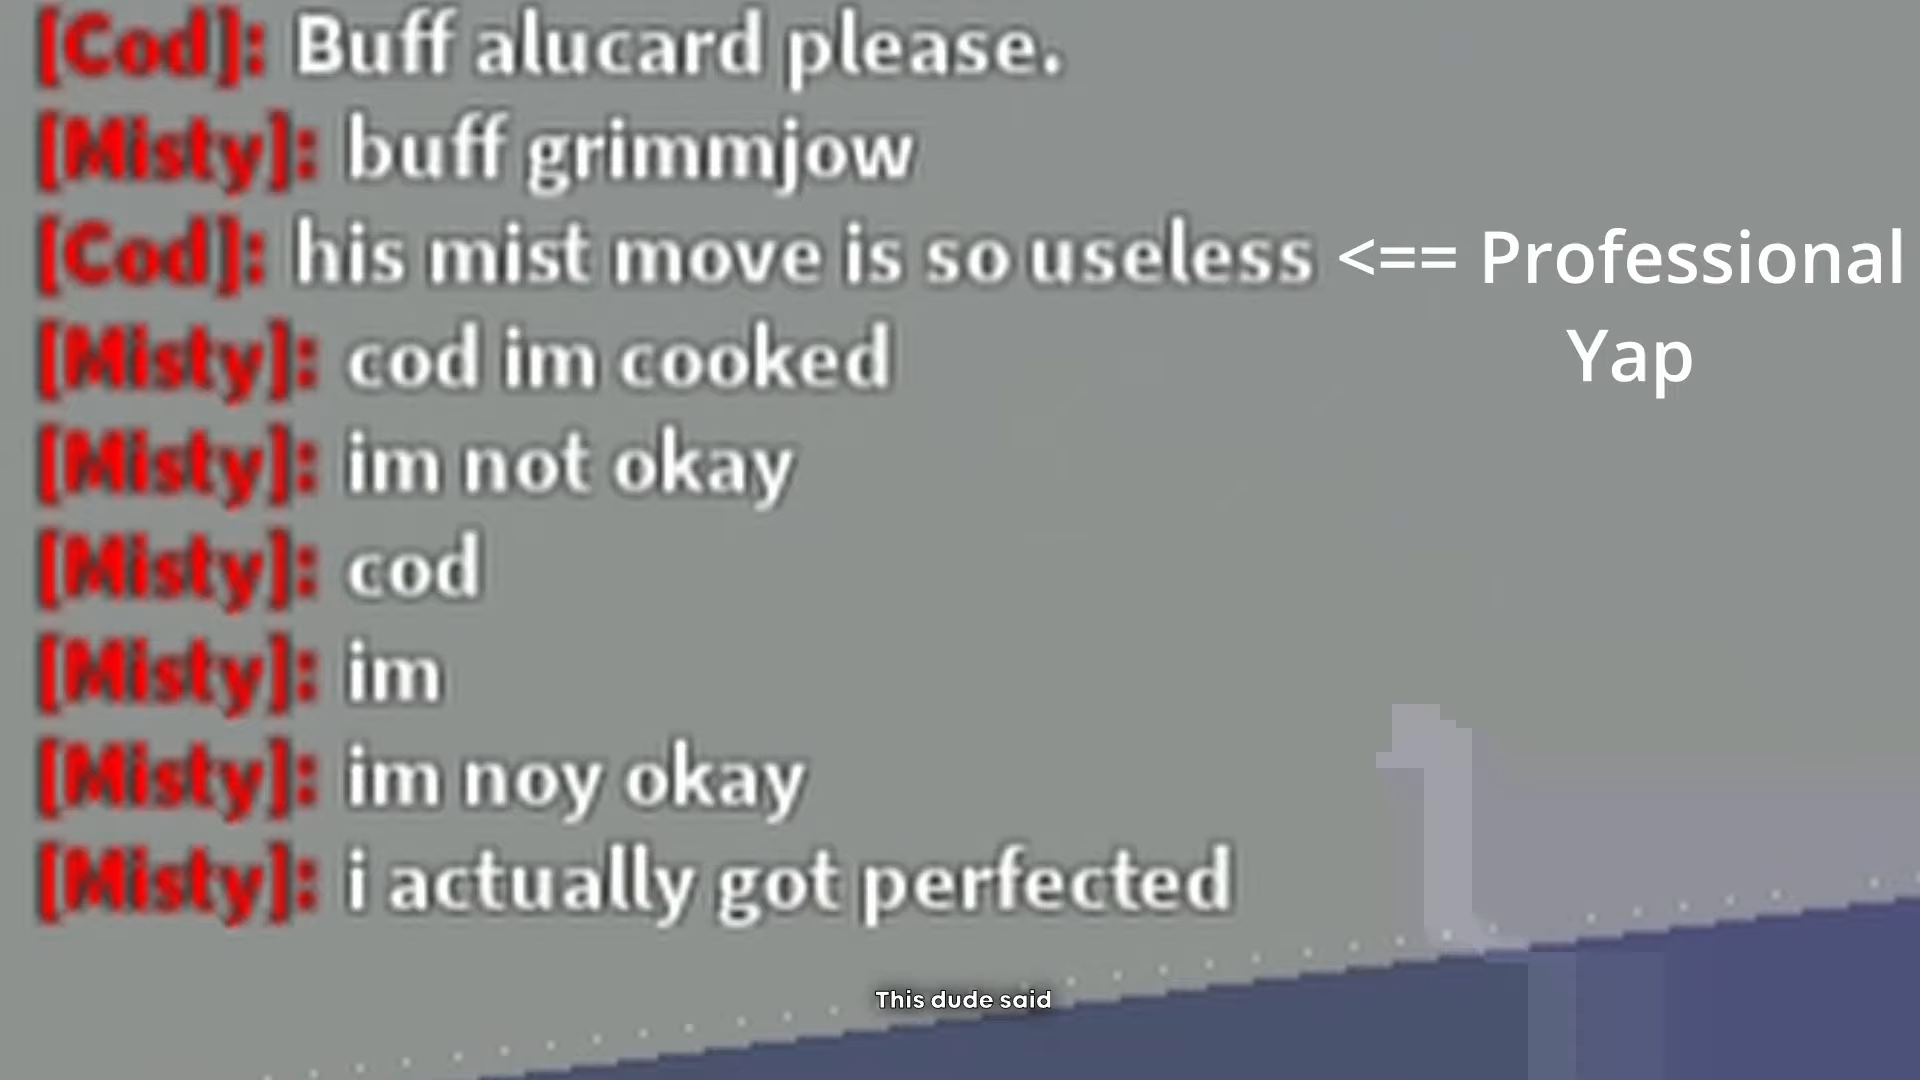 [Cod]: Buff alucard please.
[Misty]: buff grimmjow
[Cod]: his mist move is so useless <== Professional
Yap
[Misty]: cod im cooked
[Misty]: im not okay
[Misty]: cod
[Misty]: im
[Misty]: im noy okay
[Misty]: i actually got perfected
This dude said